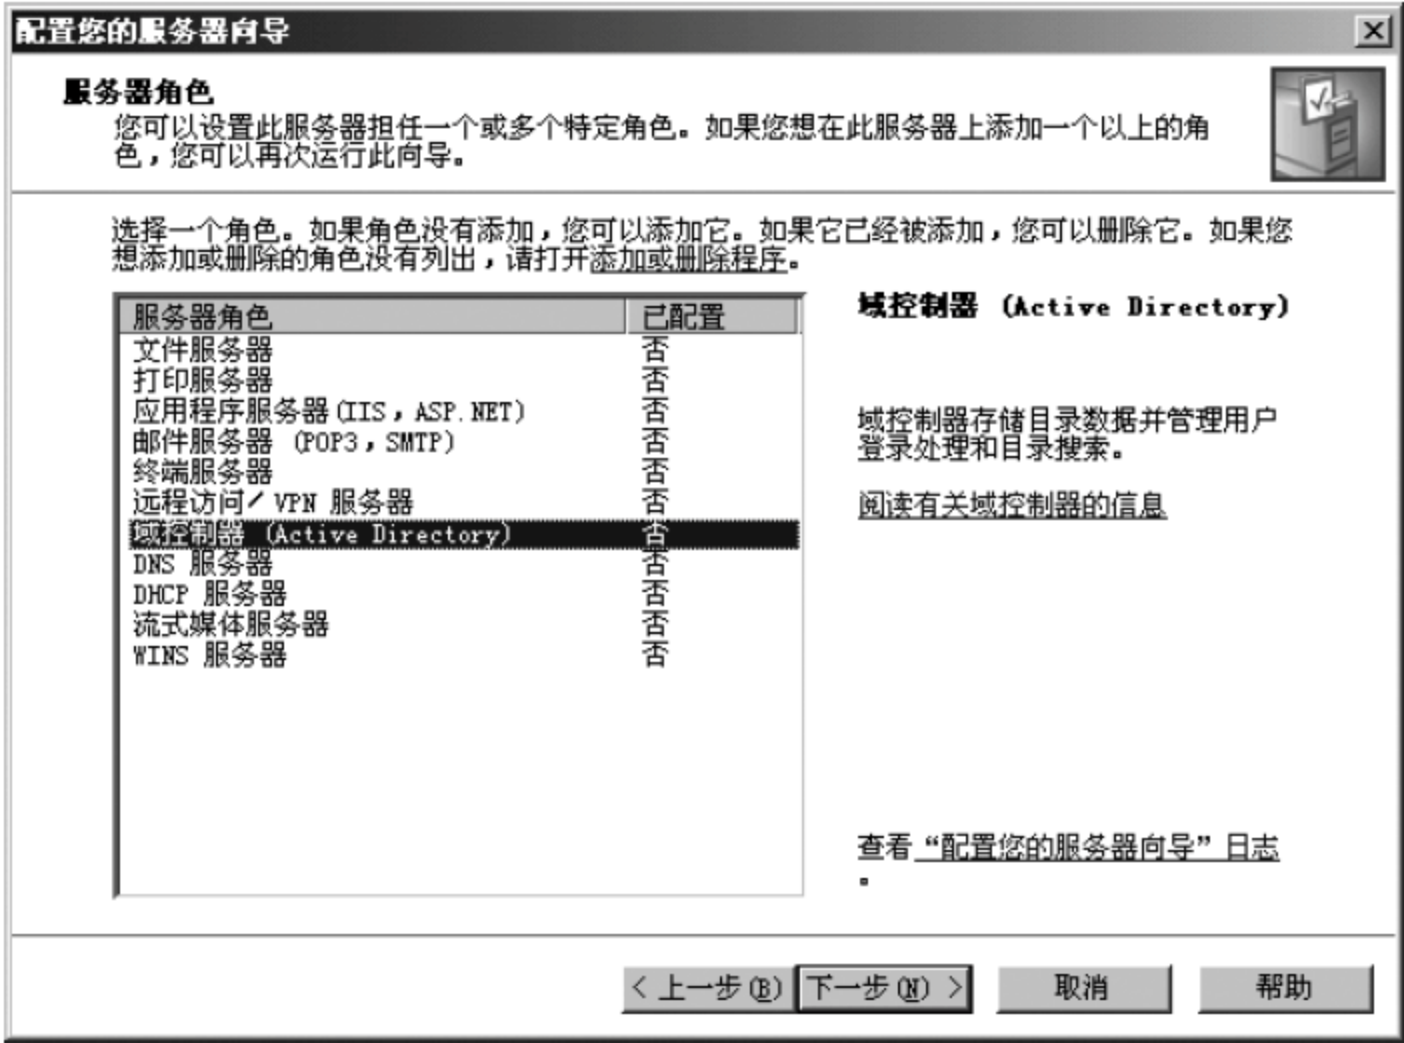 配置您的服务器向导
服务器角色
您可以设置此服务器担任一个或多个特定角色。如果您想在此服务器上添加一个以上的角
色，您可以再次运行此向导。
选择一个角色。如果角色没有添加，您可以添加它。如果它已经被添加，您可以删除它。如果您
想添加或删除的角色没有列出，请打开添加或删除程序。
服务器角色 已配置
文件服务器 否
打印服务器 否
应用程序服务器(IIS，ASP.NET) 否
邮件服务器 (POP3，SMTP) 否
终端服务器 否
远程访问/ VPN 服务器 否
域控制器 (Active Directory) 否
DNS 服务器 否
DHCP 服务器 否
流式媒体服务器 否
WINS 服务器 否
域控制器 (Active Directory)
域控制器存储目录数据并管理用户
登录处理和目录搜索。
阅读有关域控制器的信息
查看“配置您的服务器向导”日志
。
< 上一步(B) 下一步(N) > 取消 帮助